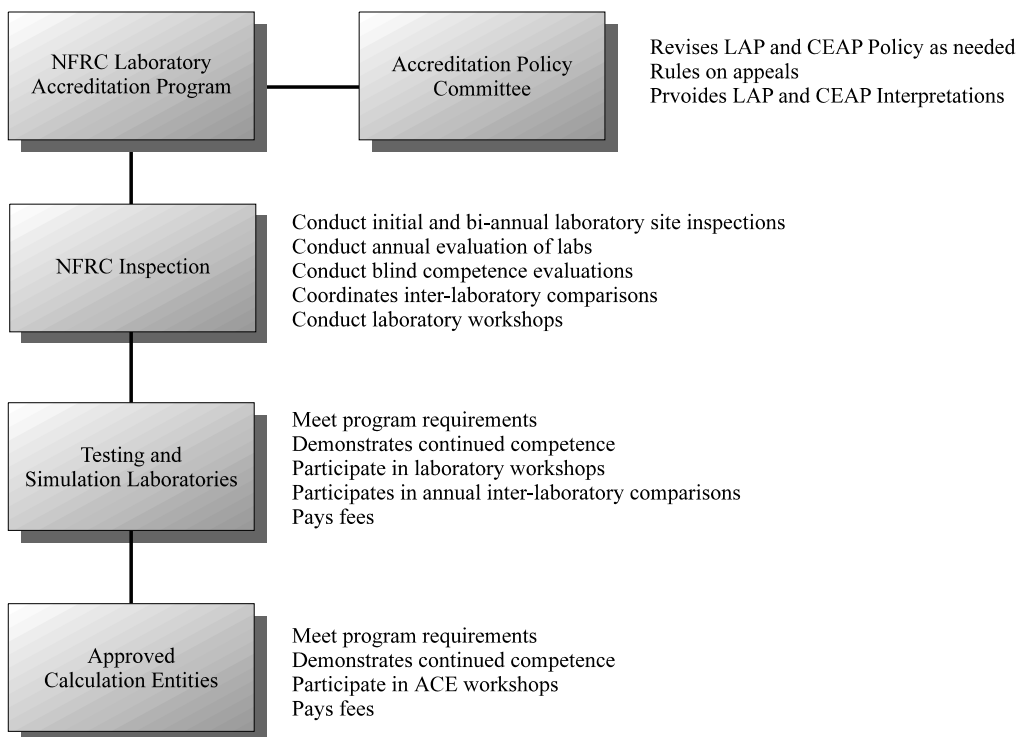 NFRC Laboratory
Accreditation Program
Accreditation Policy
Committee
Revises LAP and CEAP Policy as needed
Rules on appeals
Prvoides LAP and CEAP Interpretations
NFRC Inspection
Conduct initial and bi-annual laboratory site inspections
Conduct annual evaluation of labs
Conduct blind competence evaluations
Coordinates inter-laboratory comparisons
Conduct laboratory workshops
Testing and
Simulation Laboratories
Meet program requirements
Demonstrates continued competence
Participate in laboratory workshops
Participates in annual inter-laboratory comparisons
Pays fees
Approved
Calculation Entities
Meet program requirements
Demonstrates continued competence
Participate in ACE workshops
Pays fees